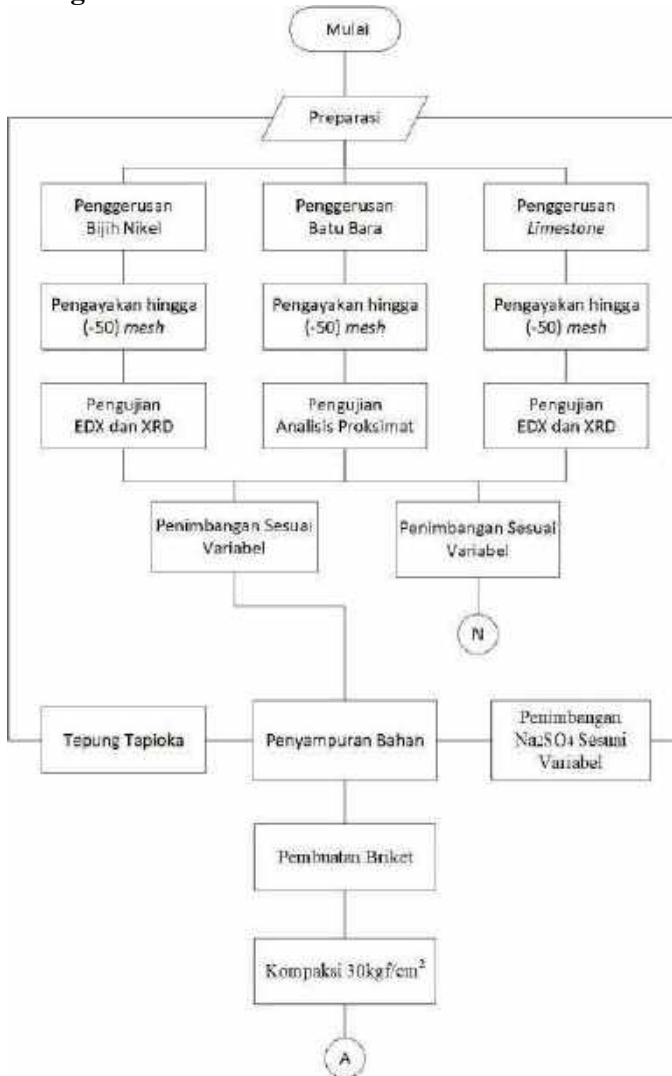 Mulai
Preparasi
Penggerusan
Bijih Nikel
Penggerusan
Batu Bara
Penggerusan
Limestone
Pengayakan hingga
(-50) mesh
Pengayakan hingga
(-50) mesh
Pengayakan hingga
(-50) mesh
Pengujian
EDX dan XRD
Pengujian
Analisis Proksimat
Pengujian
EDX dan XRD
Penimbangan Sesuai
Variabel
Penimbangan Sesuai
Variabel
N
Tepung Tapioka
Penyampuran Bahan
Penimbangan
Na₂SO₄ Sesuai
Variabel
Pembuatan Briket
Kompaksi 30kgf/cm²
A